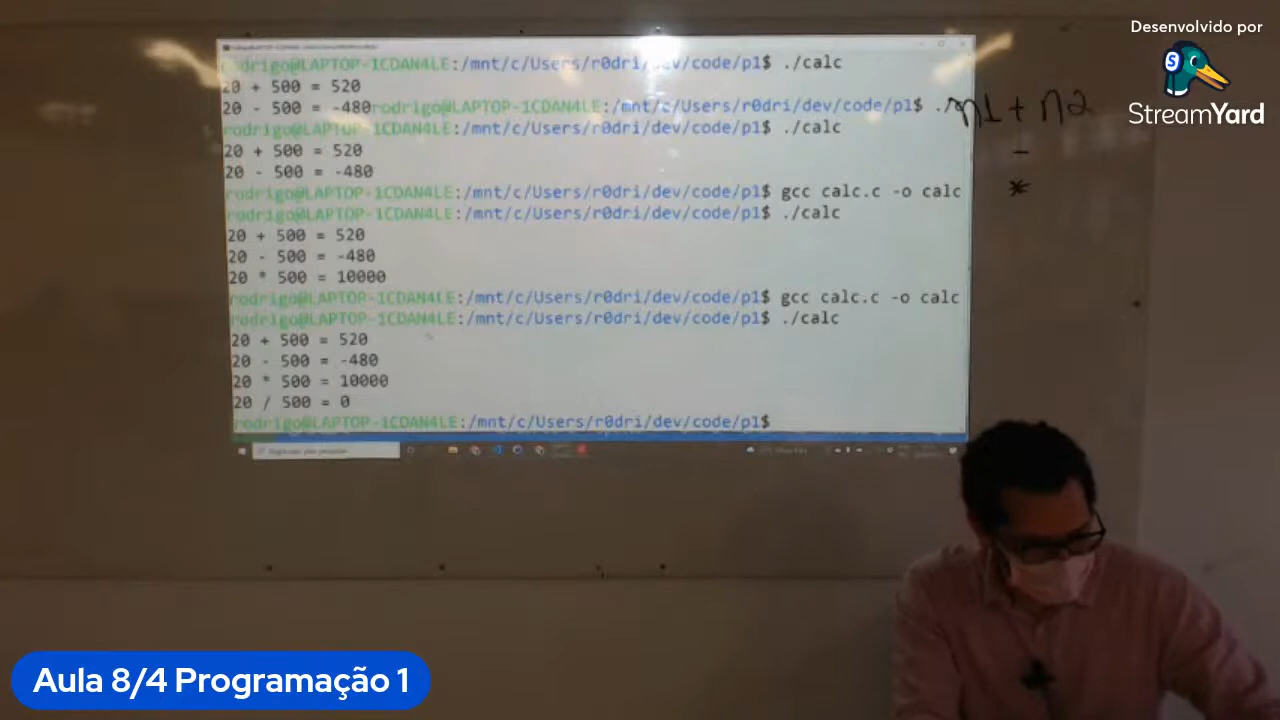 Desenvolvido por
StreamYard
rodrigo@LAPTOP-1CDAN4LE:/mnt/c/Users/r0dri/dev/code/p1$ ./calc
20 + 500 = 520
20 - 500 = -480rodrigo@LAPTOP-1CDAN4LE:/mnt/c/Users/r0dri/dev/code/p1$ .
n1 + n2
rodrigo@LAPTOP-1CDAN4LE:/mnt/c/Users/r0dri/dev/code/p1$ ./calc
20 + 500 = 520
-
20 - 500 = -480
rodrigo@LAPTOP-1CDAN4LE:/mnt/c/Users/r0dri/dev/code/p1$ gcc calc.c -o calc
*
rodrigo@LAPTOP-1CDAN4LE:/mnt/c/Users/r0dri/dev/code/p1$ ./calc
20 + 500 = 520
20 - 500 = -480
20 * 500 = 10000
rodrigo@LAPTOP-1CDAN4LE:/mnt/c/Users/r0dri/dev/code/p1$ gcc calc.c -o calc
rodrigo@LAPTOP-1CDAN4LE:/mnt/c/Users/r0dri/dev/code/p1$ ./calc
20 + 500 = 520
20 - 500 = -480
20 * 500 = 10000
20 / 500 = 0
rodrigo@LAPTOP-1CDAN4LE:/mnt/c/Users/r0dri/dev/code/p1$
Aula 8/4 Programação 1